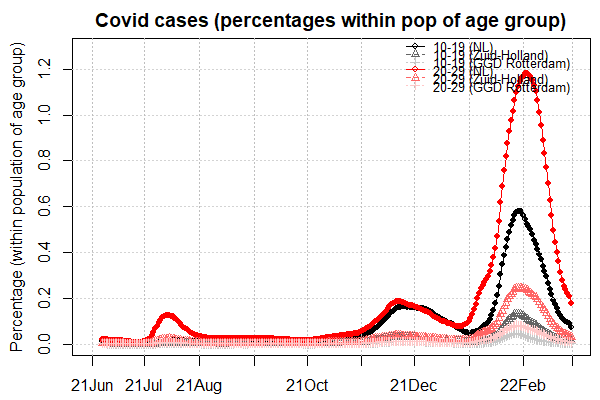 Covid cases (percentages within pop of age group)
Percentage (within population of age group)
0.0 0.2 0.4 0.6 0.8 1.0 1.2
10-19 (NL)
10-19 (Zuid-Holland)
10-19 (GGD Rotterdam)
20-29 (NL)
20-29 (Zuid-Holland)
20-29 (GGD Rotterdam)
21Jun 21Jul 21Aug 21Oct 21Dec 22Feb